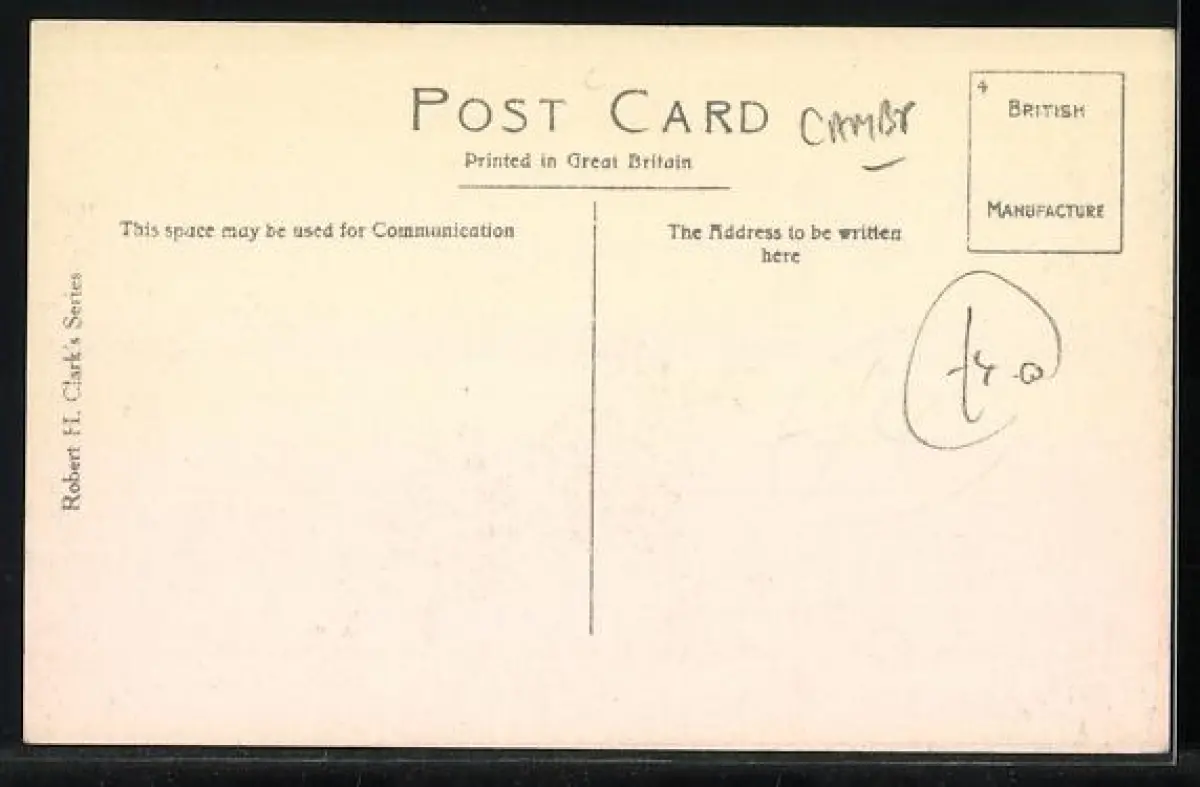 POST CARD
CAMBS
Printed in Great Britain
This space may be used for Communication
The Address to be written
here
4
BRITISH
MANUFACTURE
Robert H. Clark's Series